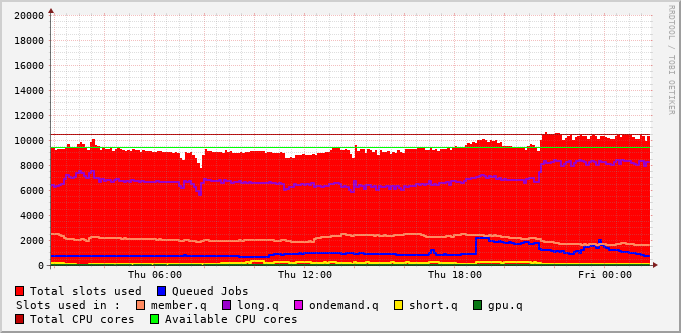 20000
18000
16000
14000
12000
10000
8000
6000
4000
2000
0
Thu 06:00 Thu 12:00 Thu 18:00 Fri 00:00
RRDTOOL / TOBI OETIKER
Total slots used Queued Jobs
Slots used in : member.q long.q ondemand.q short.q gpu.q
Total CPU cores Available CPU cores